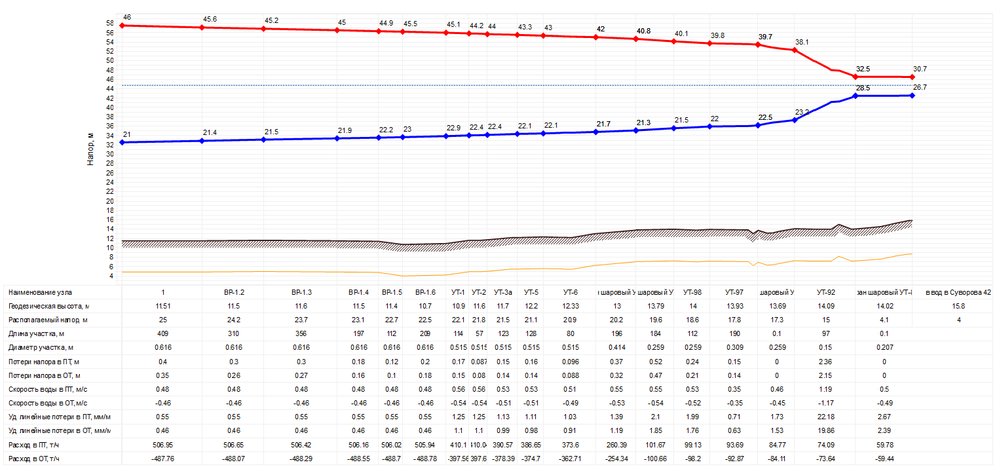 46 45.6 45.2 45 44.9 45.5 45.1 44.2 44 43.3 43 42 40.8 40.1 39.8 39.7 38.1 32.5 30.7
21 21.4 21.5 21.9 22.2 23 22.9 22.4 22.4 22.1 22.1 21.7 21.3 21.5 22 22.5 23.2 28.5 26.7
Напор, м
58
56
54
52
50
48
46
44
42
40
38
36
34
32
30
28
26
24
22
20
18
16
14
12
10
8
6
4
Наименование узла 1 ВР-1.2 ВР-1.3 ВР-1.4 ВР-1.5 ВР-1.6 УТ-1 УТ-2 УТ-3а УТ-5 УТ-6 шаровый У шаровый У УТ-98 УТ-97 шаровый У УТ-92 ран шаровый УТ-8 ввод в Суворова 42
Геодезическая высота, м 11.51 11.5 11.6 11.5 11.4 10.7 10.9 11.6 11.7 12.2 12.33 13 13.79 14 13.93 13.69 14.09 14.02 15.8
Располагаемый напор, м 25 24.2 23.7 23.1 22.7 22.5 22.1 21.8 21.5 21.1 20.9 20.2 19.6 18.6 17.8 17.3 15 4.1 4
Длина участка, м 409 310 356 197 112 209 114 57 123 128 80 196 184 112 190 0.1 97 0.1
Диаметр участка, м 0.616 0.616 0.616 0.616 0.616 0.616 0.515 0.515 0.515 0.515 0.515 0.414 0.259 0.259 0.309 0.259 0.15 0.207
Потери напора в ПТ, м 0.4 0.3 0.3 0.18 0.12 0.2 0.17 0.087 0.15 0.16 0.096 0.37 0.52 0.24 0.15 0 2.36 0
Потери напора в ОТ, м 0.35 0.26 0.27 0.16 0.1 0.18 0.15 0.08 0.14 0.14 0.088 0.32 0.47 0.21 0.14 0 2.15 0
Скорость воды в ПТ, м/с 0.48 0.48 0.48 0.48 0.48 0.48 0.56 0.56 0.53 0.53 0.51 0.55 0.55 0.53 0.35 0.46 1.19 0.5
Скорость воды в ОТ, м/с -0.46 -0.46 -0.46 -0.46 -0.46 -0.46 -0.54 -0.54 -0.51 -0.51 -0.49 -0.53 -0.54 -0.52 -0.35 -0.45 -1.17 -0.49
Уд линейные потери в ПТ, мм/м 0.55 0.55 0.55 0.55 0.55 0.55 1.25 1.25 1.13 1.11 1.03 1.39 2.1 1.99 0.71 1.73 22.18 2.67
Уд линейные потери в ОТ, мм/м 0.46 0.46 0.46 0.46 0.46 0.46 1.1 1.1 0.99 0.98 0.91 1.19 1.85 1.76 0.63 1.53 19.86 2.39
Расход в ПТ, т/ч 506.95 506.65 506.42 506.16 506.02 505.94 410.1 410.04 390.57 386.65 373.6 260.39 101.67 99.13 93.69 84.77 74.09 59.78
Расход в ОТ, т/ч -487.76 -488.07 -488.29 -488.55 -488.7 -488.78 -397.56 397.6 -378.39 -374.7 -362.71 -254.34 -100.66 -98.2 -92.87 -84.11 -73.64 -59.44